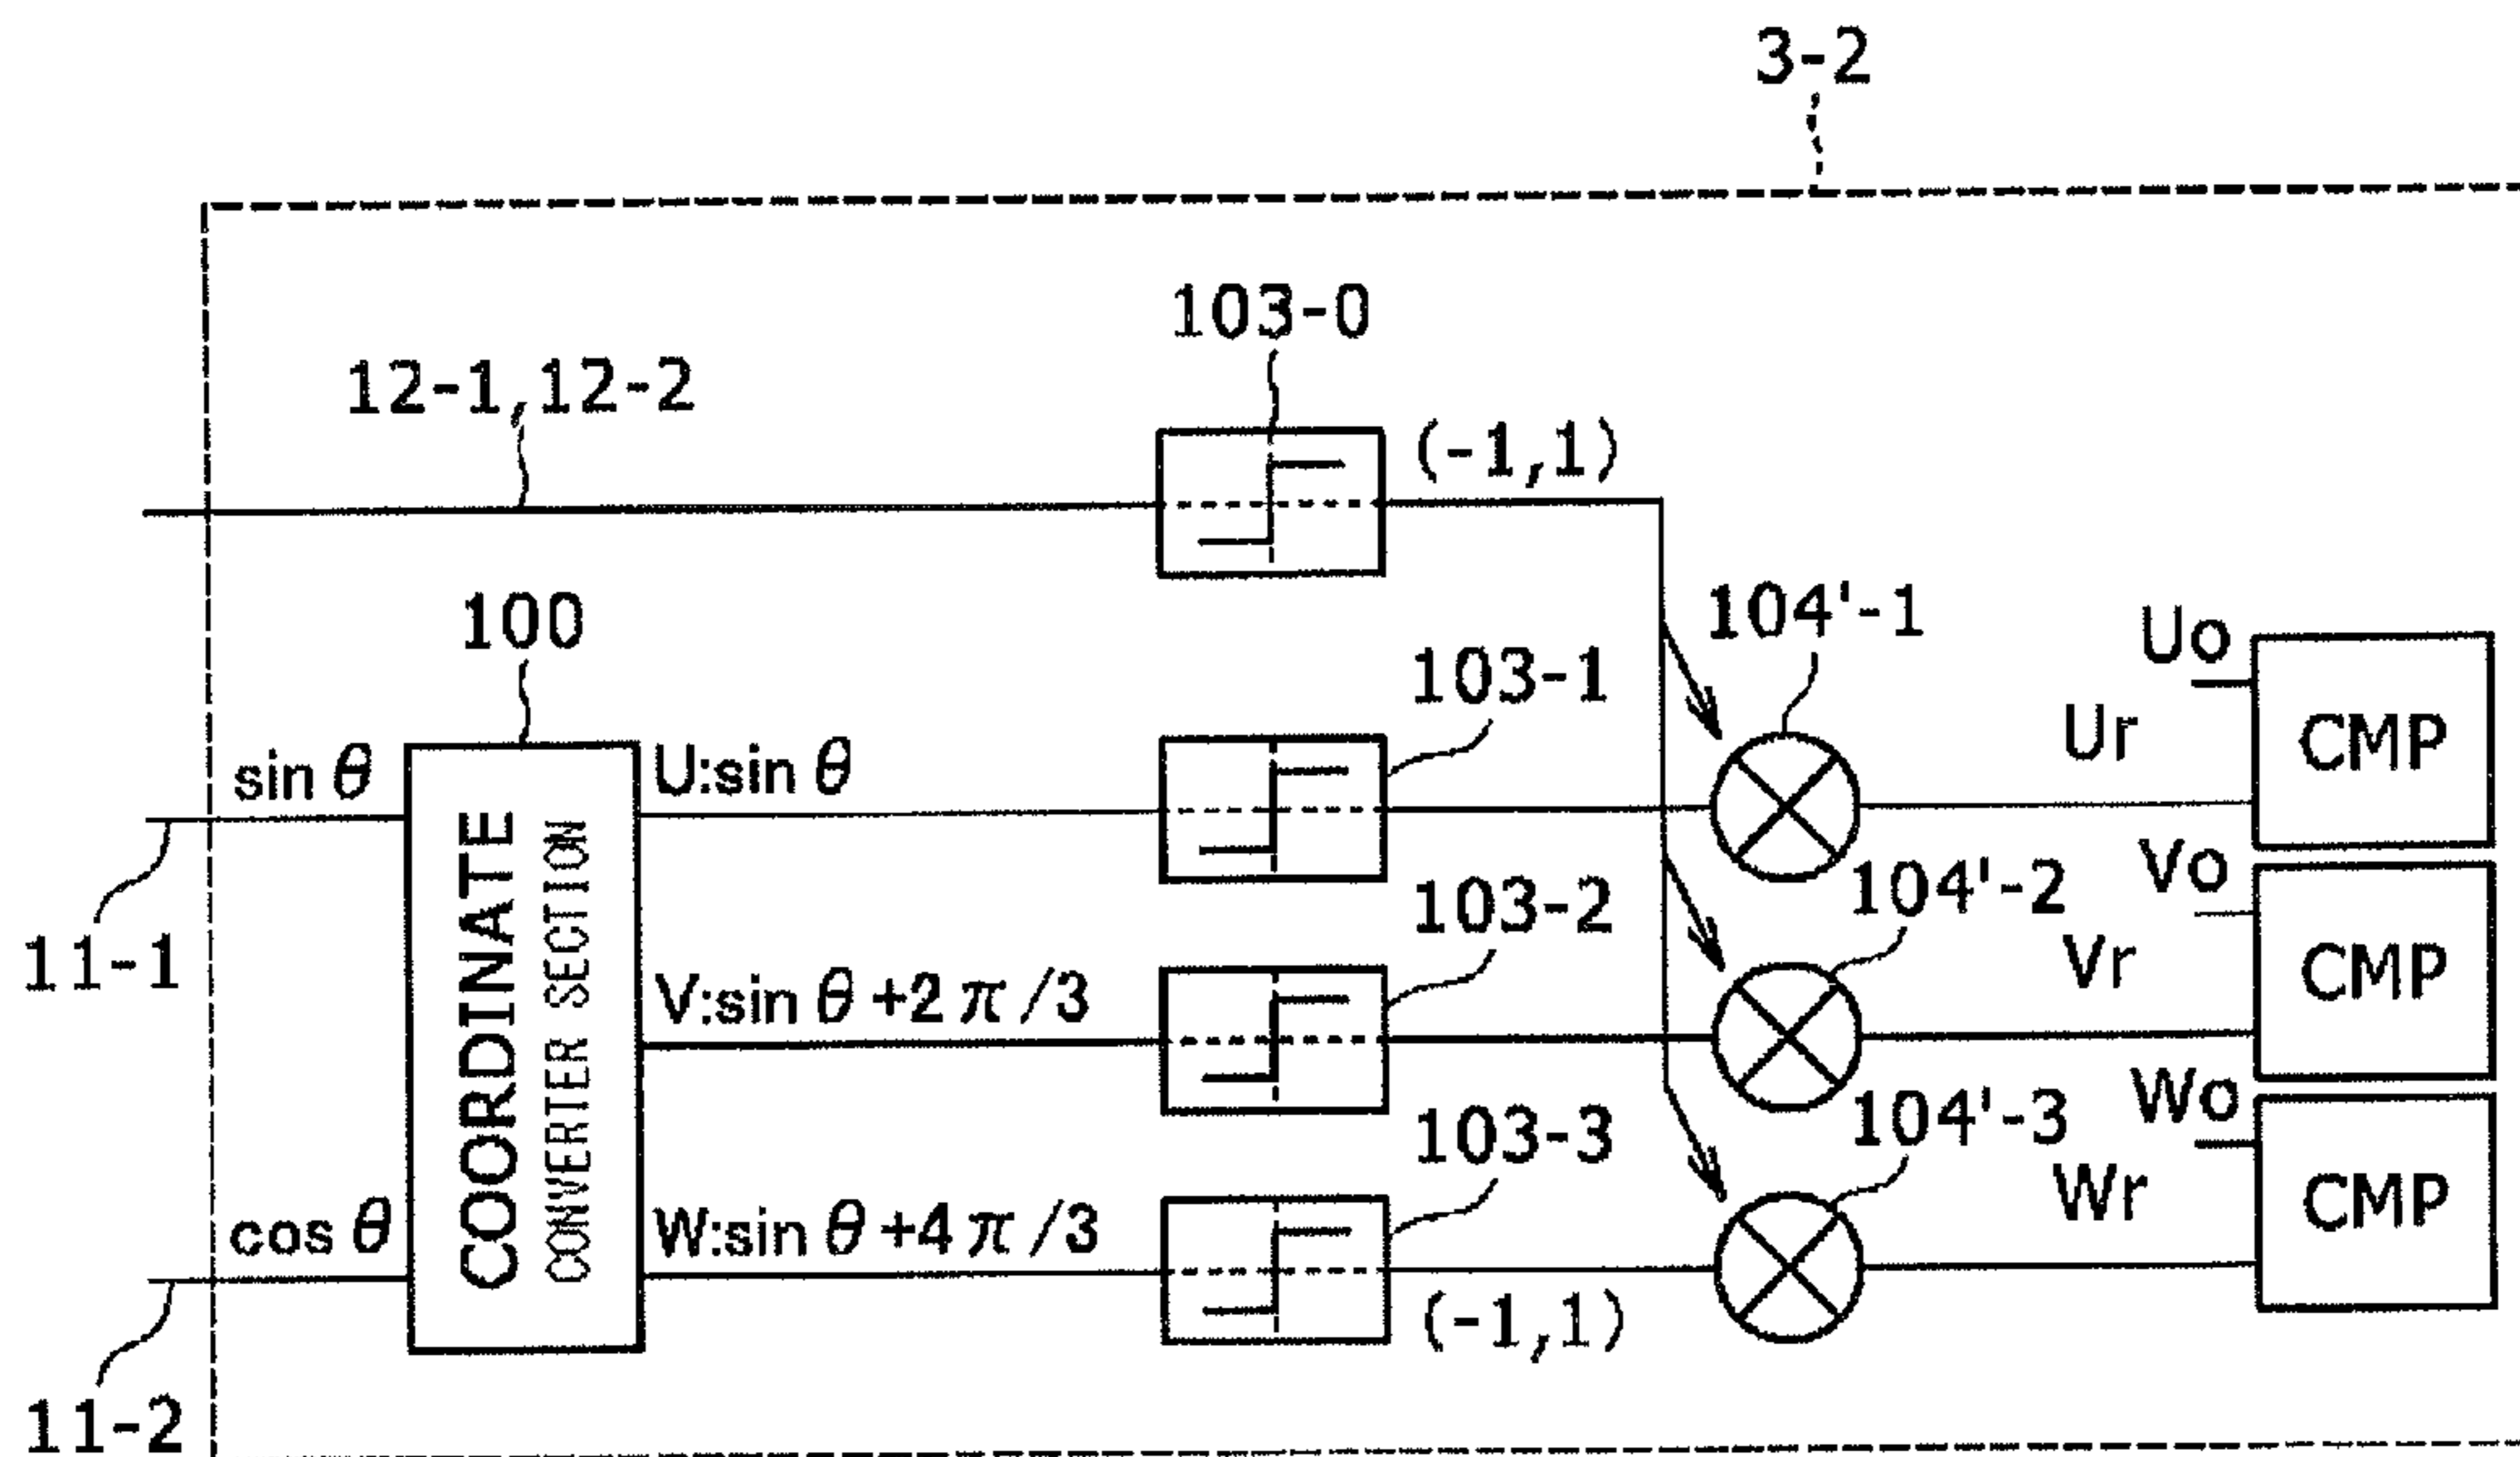 3-2
103-0
12-1,12-2
(-1,1)
100
104'-1
103-1
Uo
Ur
CMP
sin θ
U:sin θ
COORDINATE
CONVERTER SECTION
11-1
103-2
104'-2
Vo
Vr
CMP
V:sin θ+2π/3
103-3
104'-3
Wo
Wr
CMP
cos θ
W:sin θ+4π/3
(-1,1)
11-2